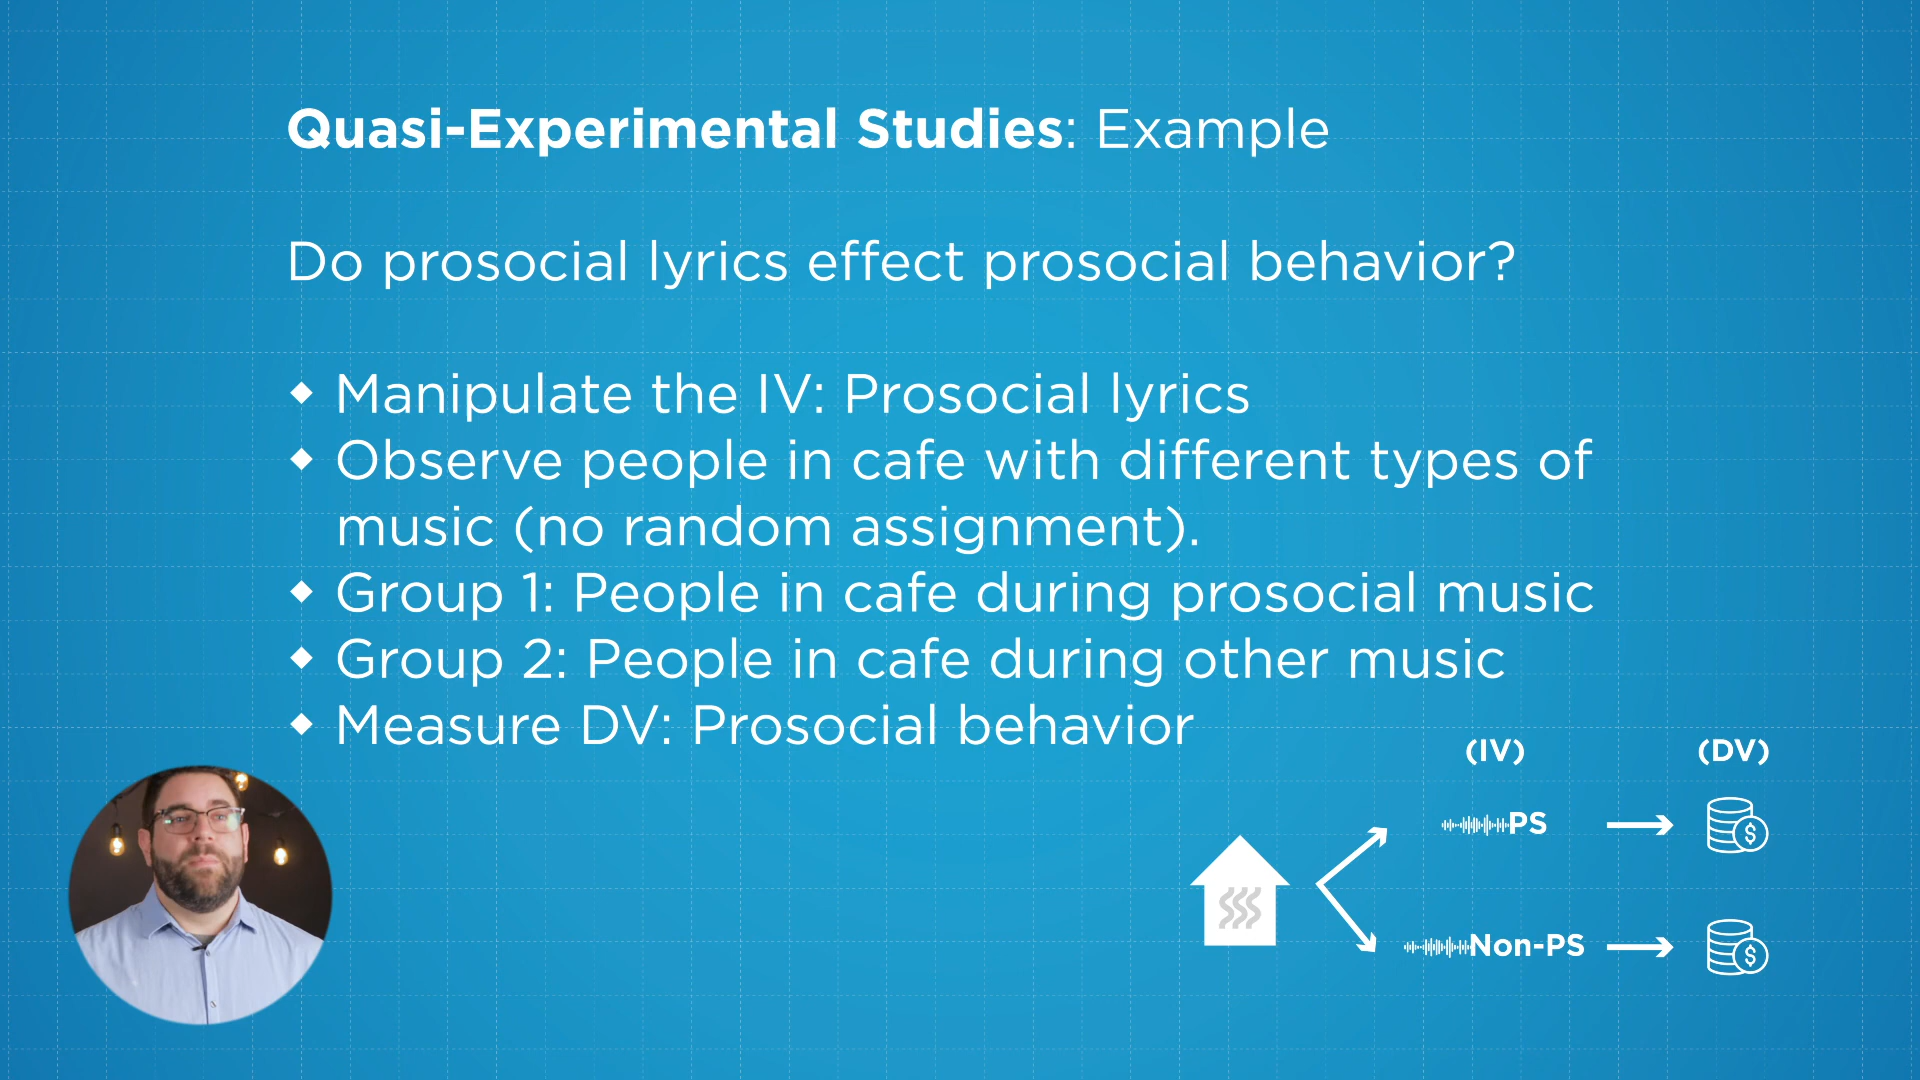 Quasi-Experimental Studies: Example
Do prosocial lyrics effect prosocial behavior?
Manipulate the IV: Prosocial lyrics
Observe people in cafe with different types of
music (no random assignment).
Group 1: People in cafe during prosocial music
Group 2: People in cafe during other music
Measure DV: Prosocial behavior
(IV) (DV)
PS
$
Non-PS
$